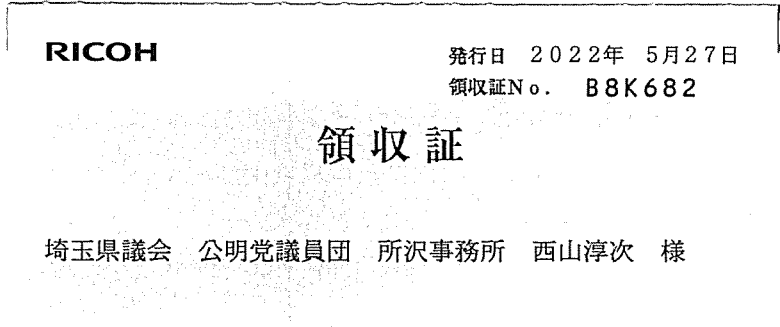 RICOH
発行日 2022年 5月27日
領収証No. B8K682
領収証
埼玉県議会 公明党議員団 所沢事務所 西山淳次 様